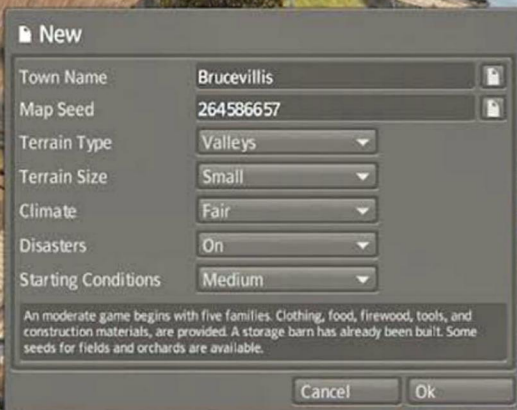 New
Town Name Brucevillis
Map Seed 264586657
Terrain Type Valleys
Terrain Size Small
Climate Fair
Disasters On
Starting Conditions Medium
An moderate game begins with five families. Clothing, food, firewood, tools, and
construction materials, are provided. A storage barn has already been built. Some
seeds for fields and orchards are available.
Cancel Ok